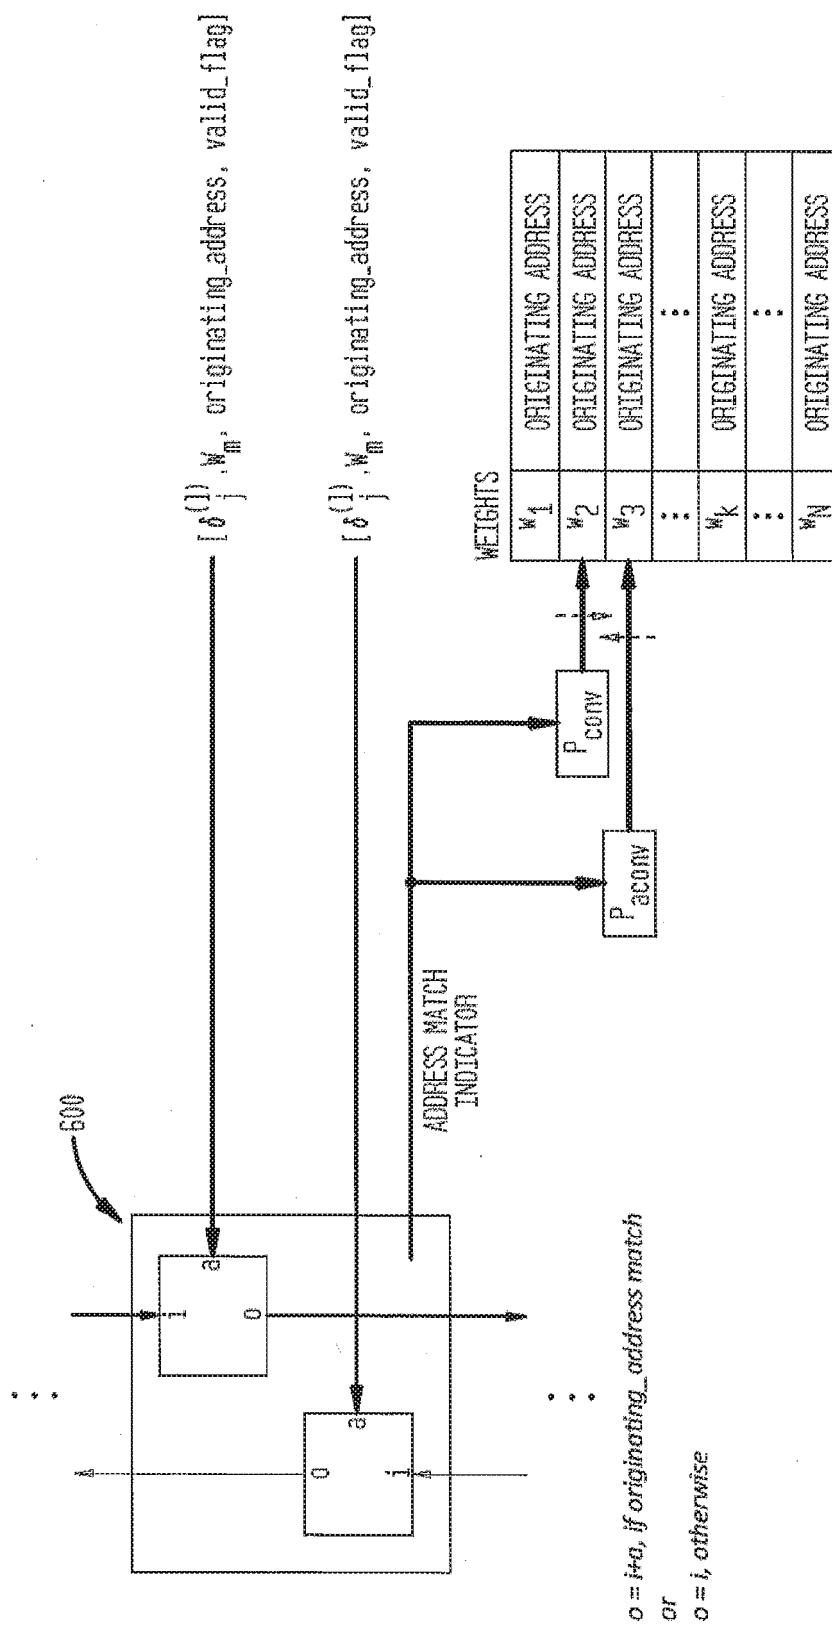 600
i
a
o
o
a
i
[δ_j^(l).W_m, originating_address, valid_flag]
[δ_j^(l).W_m, originating_address, valid_flag]
ADDRESS MATCH
INDICATOR
P_aconv
P_conv
WEIGHTS
w_1 ORIGINATING ADDRESS
w_2 ORIGINATING ADDRESS
w_3 ORIGINATING ADDRESS
⋮ ⋮
w_k ORIGINATING ADDRESS
⋮ ⋮
w_N ORIGINATING ADDRESS
o = i+a, if originating_address match
or
o = i, otherwise